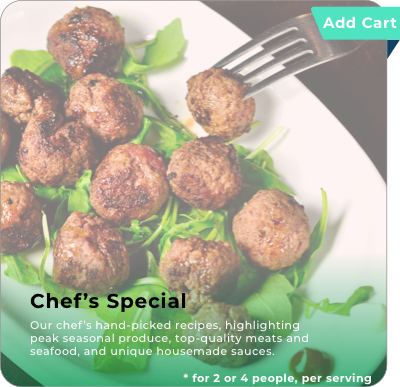 Add Cart
Chef's Special
Our chef's hand-picked recipes, highlighting
peak seasonal produce, top-quality meats and
seafood, and unique housemade sauces.
* for 2 or 4 people, per serving